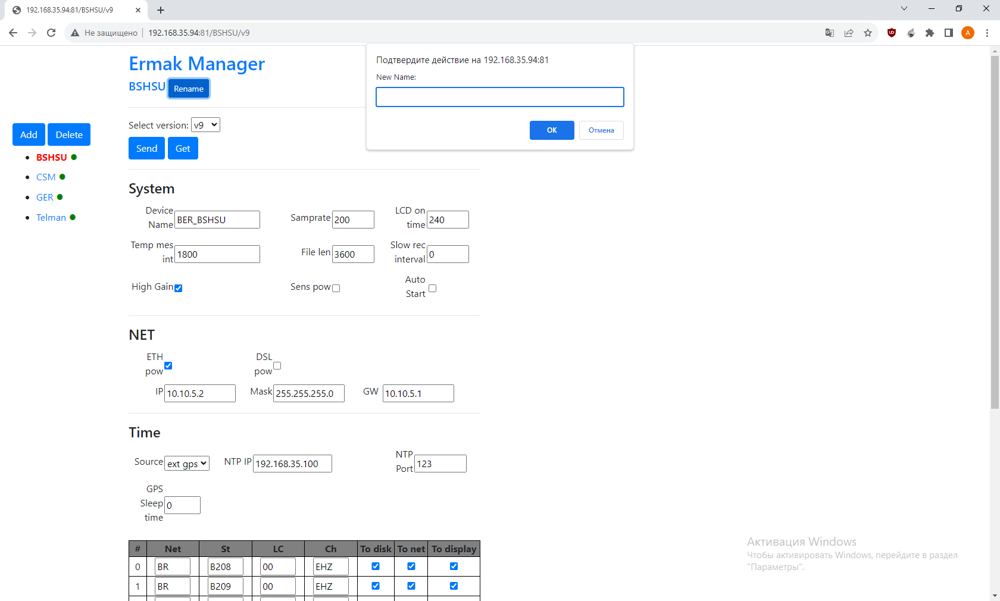 192.168.35.94:81/BSHSU/v9
Не защищено 192.168.35.94:81/BSHSU/v9
A
Подтвердите действие на 192.168.35.94:81
New Name:
OK Отмена
Ermak Manager
BSHSU Rename
Select version: v9
Send Get
Add Delete
BSHSU
CSM
GER
Telman
System
Device Name BER_BSHSU Samprate 200 LCD on time 240
Temp mes int 1800 File len 3600 Slow rec interval 0
High Gain Sens pow Auto Start
NET
ETH pow DSL pow
IP 10.10.5.2 Mask 255.255.255.0 GW 10.10.5.1
Time
Source ext gps NTP IP 192.168.35.100 NTP Port 123
GPS Sleep time 0
# Net St LC Ch To disk To net To display
0 BR B208 00 EHZ
1 BR B209 00 EHZ
Активация Windows
Чтобы активировать Windows, перейдите в раздел
"Параметры".